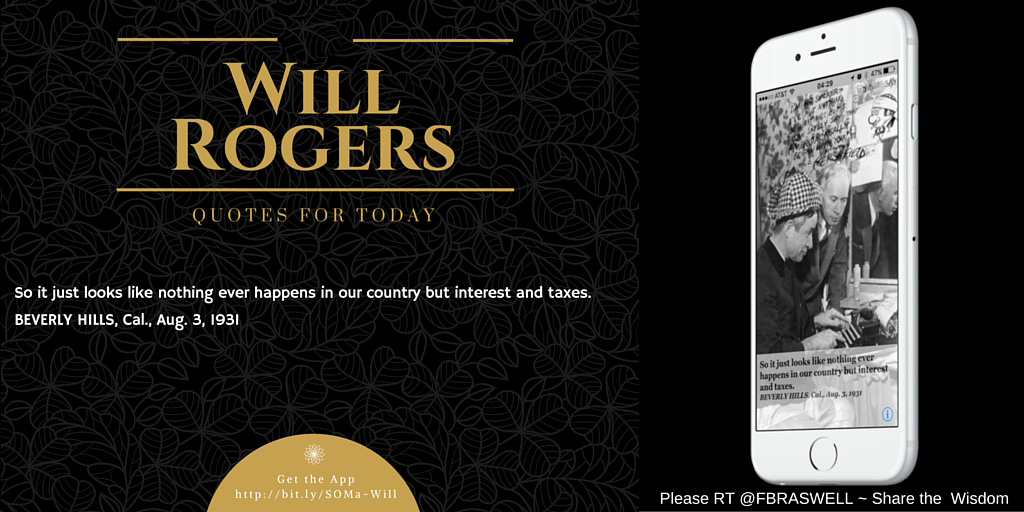 WILL
ROGERS
QUOTES FOR TODAY
So it just looks like nothing ever happens in our country but interest and taxes.
BEVERLY HILLS, Cal., Aug. 3, 1931
Get the App
http://bit.ly/SOMa-Will
AT&T
04:29
47%
So it just looks like nothing ever
happens in our country but interest
and taxes.
BEVERLY HILLS, Cal., Aug. 3, 1931
Please RT @FBRASWELL ~ Share the Wisdom